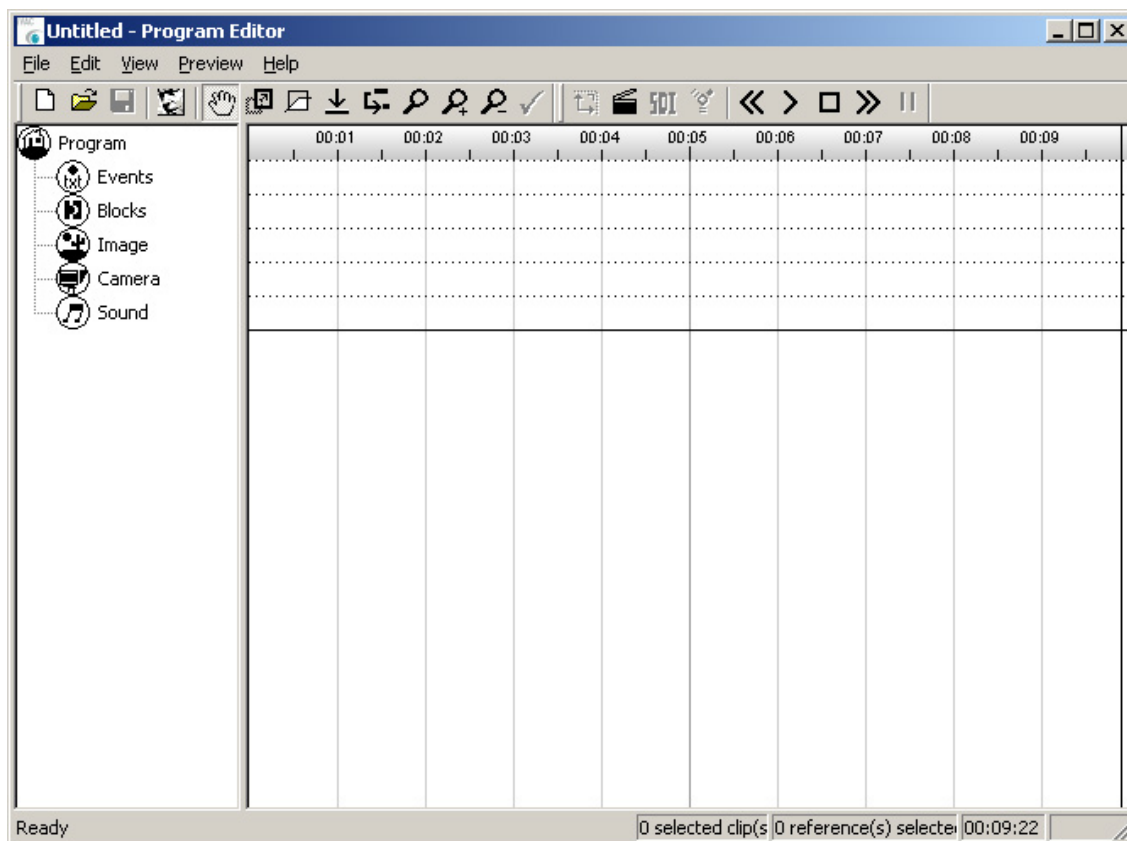 Untitled - Program Editor
File Edit View Preview Help
SDI
Program
Events
Blocks
Image
Camera
Sound
00:01 00:02 00:03 00:04 00:05 00:06 00:07 00:08 00:09
Ready
0 selected clip(s 0 reference(s) selecte 00:09:22